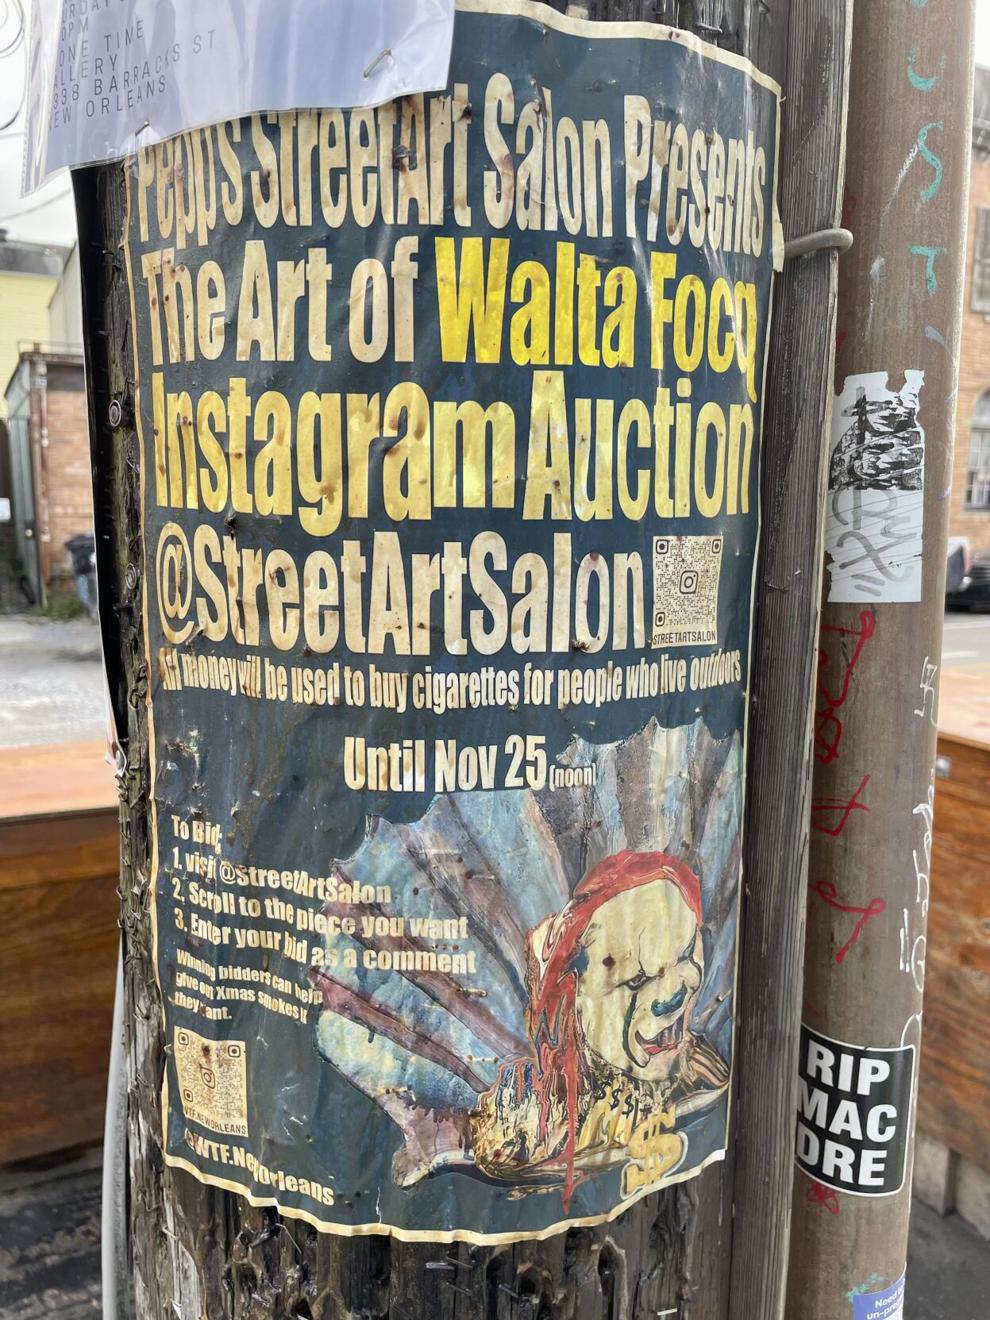 ONE TIME
BARRACKS ST
NEW ORLEANS
Pepp's StreetArt Salon Presents
The Art of Walta Focq
Instagram Auction
@StreetArtSalon
STREETARTSALON
All money will be used to buy cigarettes for people who live outdoors
Until Nov 25 (noon)
To Bid,
1. visit @StreetArtSalon
2, Scroll to the piece you want
3. Enter your bid as a comment
Winning bidders can help
give out Xmas smokes if
they want.
WTF.NEWORLEANS
@WTF.NewOrleans
$
RIP
MAC
DRE
Need